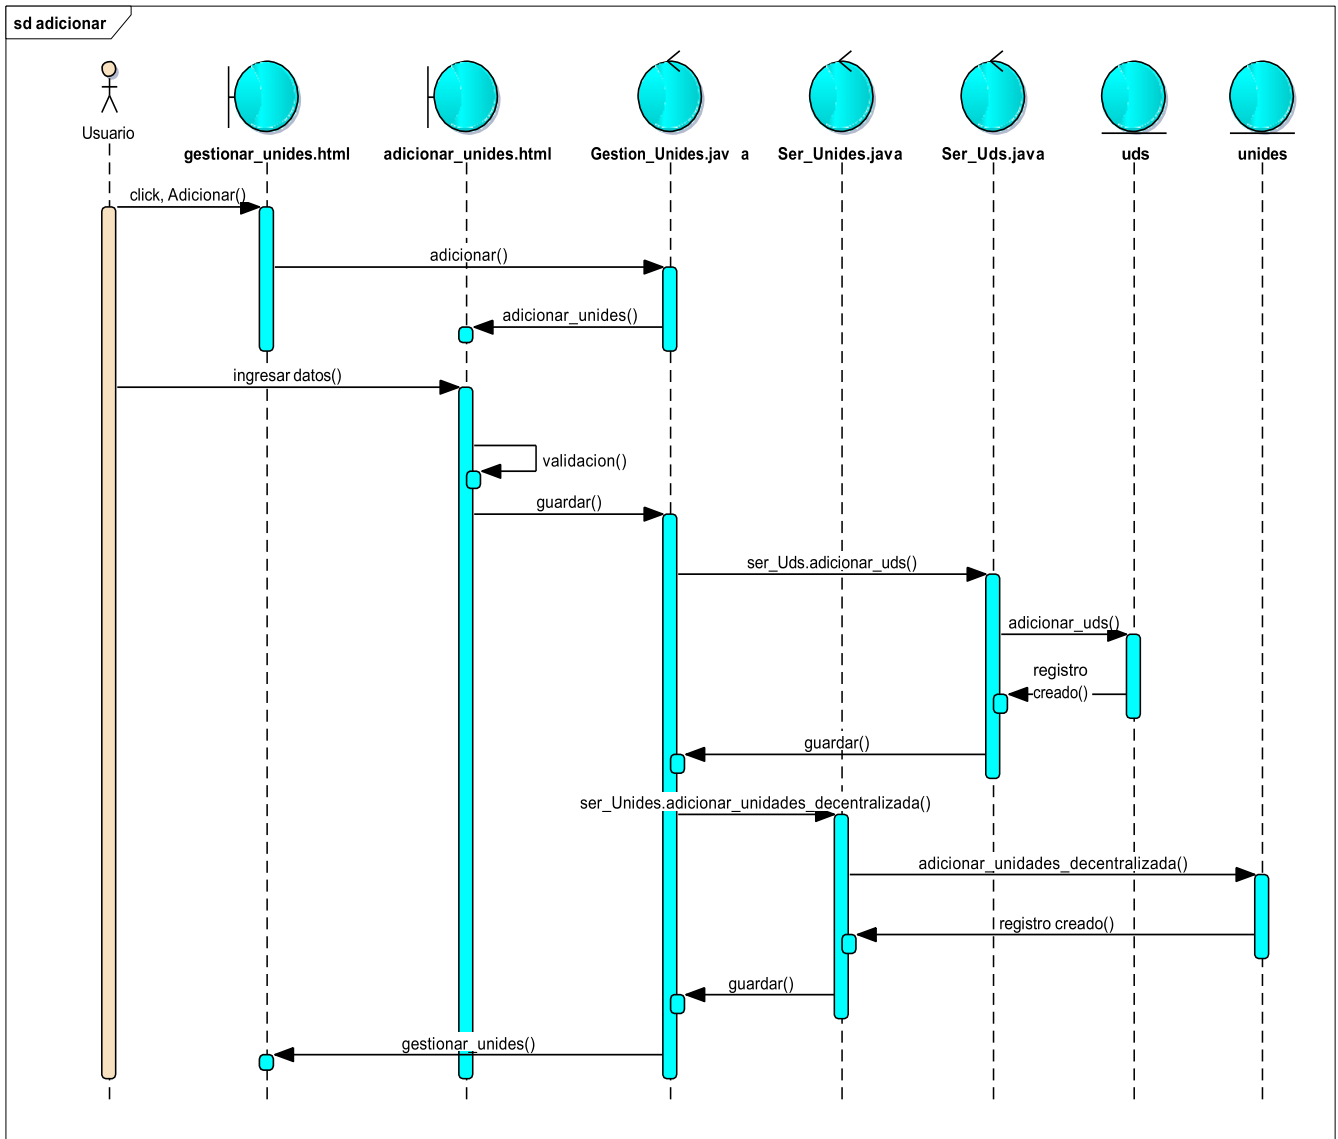 sd adicionar
Usuario
gestionar_unides.html
adicionar_unides.html
Gestion_Unides.jav a
Ser_Unides.java
Ser_Uds.java
uds
unides
click, Adicionar()
adicionar()
adicionar_unides()
ingresar datos()
validacion()
guardar()
ser_Uds.adicionar_uds()
adicionar_uds()
registro
creado()
guardar()
ser_Unides.adicionar_unidades_decentralizada()
adicionar_unidades_decentralizada()
registro creado()
guardar()
gestionar_unides()